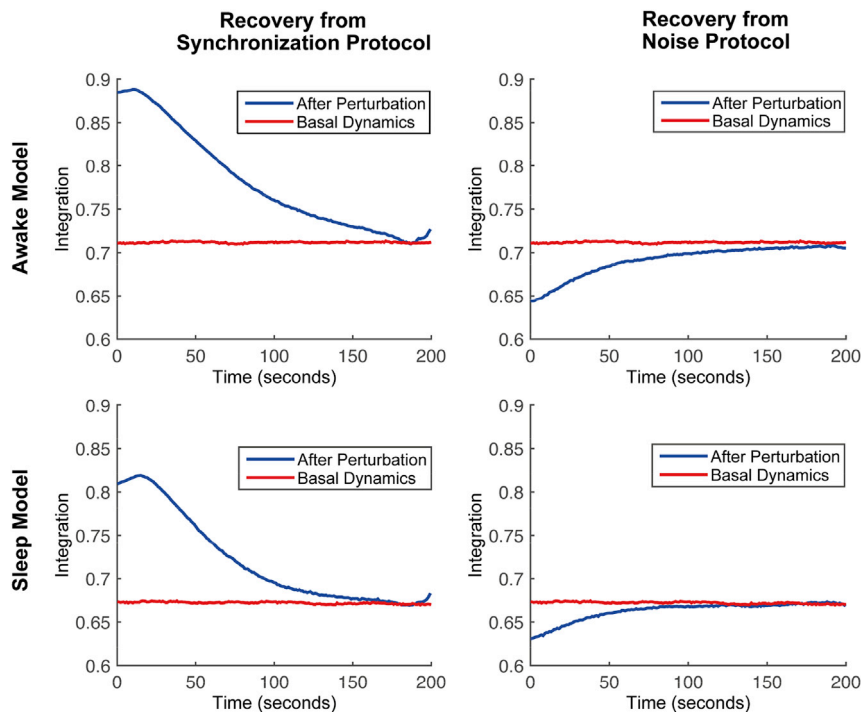 Recovery from
Synchronization Protocol
Recovery from
Noise Protocol
Awake Model
Integration
0.9
0.85
0.8
0.75
0.7
0.65
0.6
After Perturbation
Basal Dynamics
0 50 100 150 200
Time (seconds)
Integration
0.9
0.85
0.8
0.75
0.7
0.65
0.6
After Perturbation
Basal Dynamics
0 50 100 150 200
Time (seconds)
Sleep Model
Integration
0.9
0.85
0.8
0.75
0.7
0.65
0.6
After Perturbation
Basal Dynamics
0 50 100 150 200
Time (seconds)
Integration
0.9
0.85
0.8
0.75
0.7
0.65
0.6
After Perturbation
Basal Dynamics
0 50 100 150 200
Time (seconds)